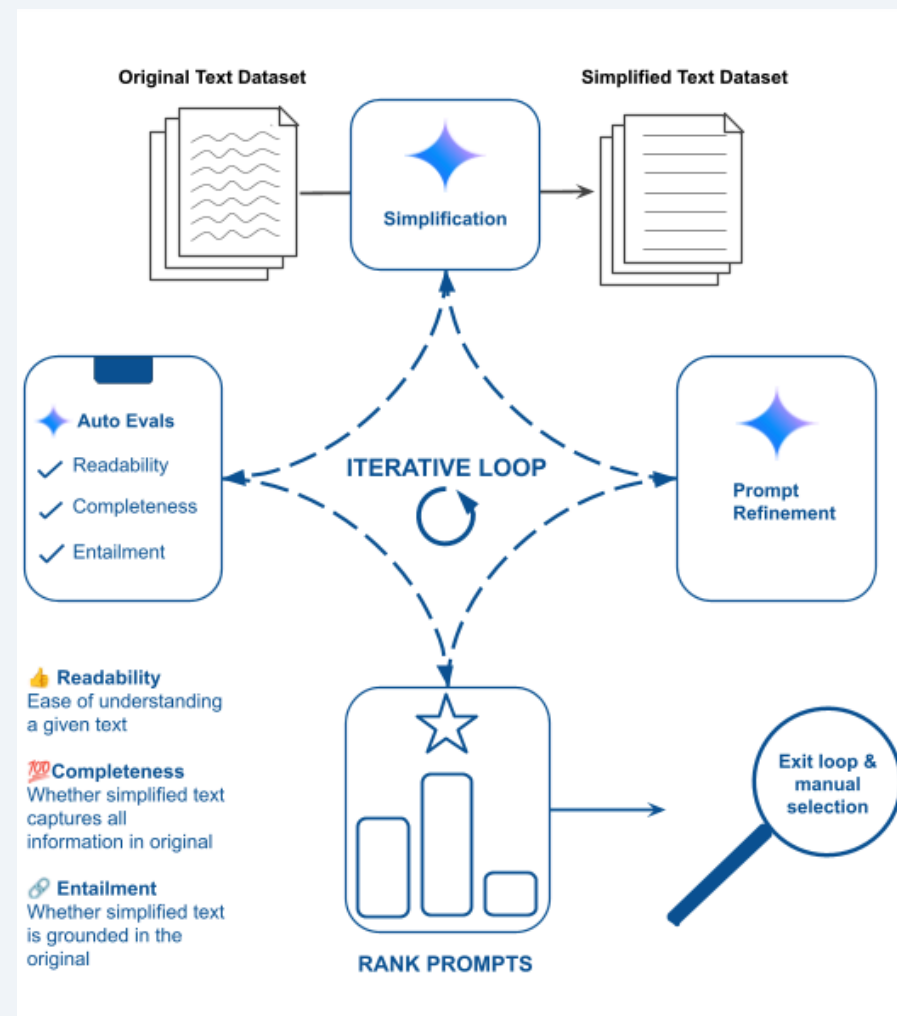 Original Text Dataset
Simplified Text Dataset
Simplification
Auto Evals
Readability
Completeness
Entailment
ITERATIVE LOOP
Prompt
Refinement
👍 Readability
Ease of understanding
a given text
💯Completeness
Whether simplified text
captures all
information in original
🔗 Entailment
Whether simplified text
is grounded in the
original
RANK PROMPTS
Exit loop &
manual
selection